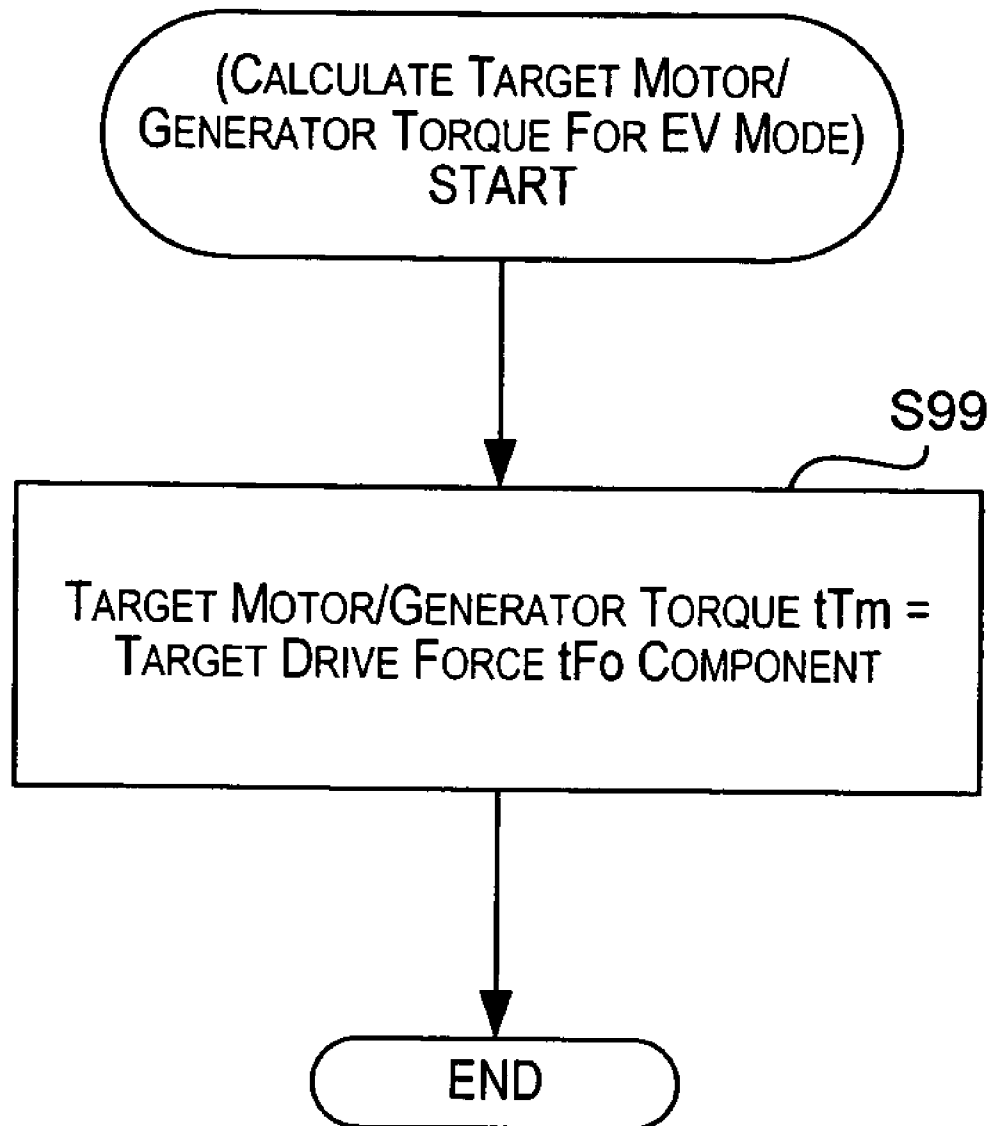 (CALCULATE TARGET MOTOR/
GENERATOR TORQUE FOR EV MODE)
START
S99
TARGET MOTOR/GENERATOR TORQUE tTm =
TARGET DRIVE FORCE tFo COMPONENT
END